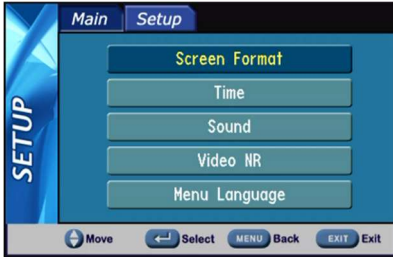 Main Setup
SETUP
Screen Format
Time
Sound
Video NR
Menu Language
Move Select MENU Back EXIT Exit